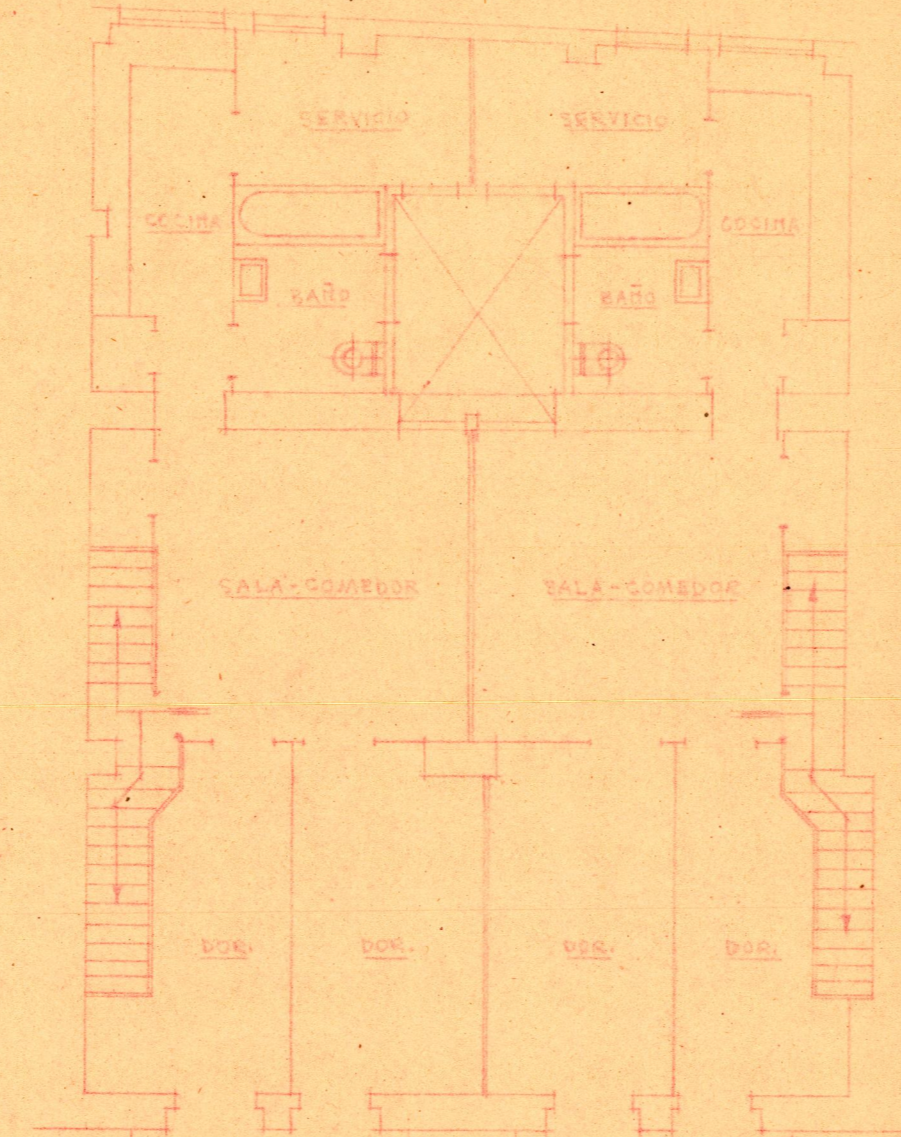 SERVICIO SERVICIO
COCINA COCINA
BAÑO BAÑO
SALA-COMEDOR SALA-COMEDOR
DOR. DOR. DOR. DOR.